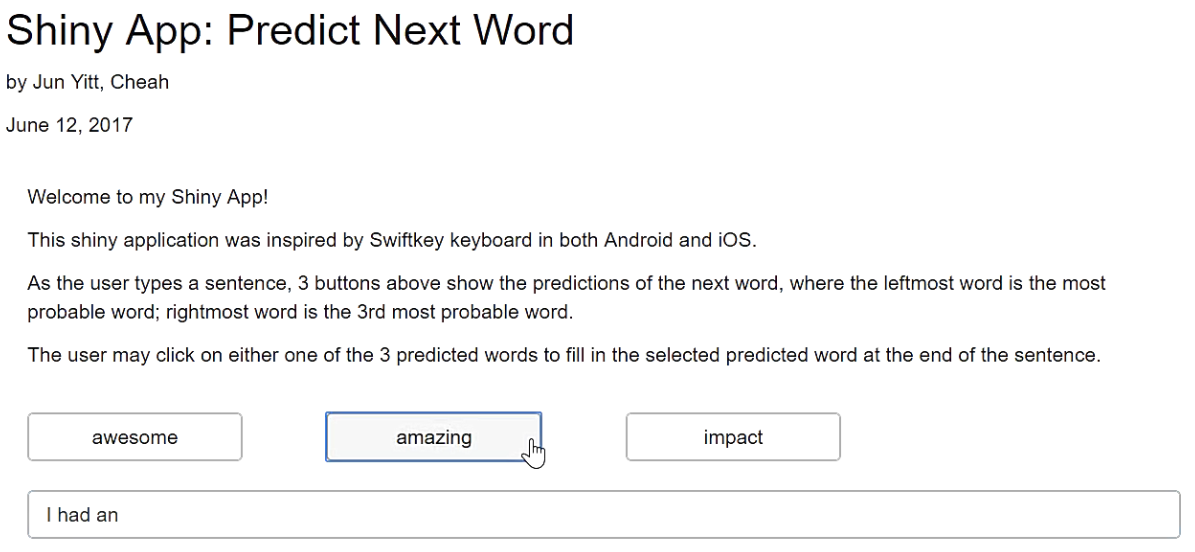 Shiny App: Predict Next Word
by Jun Yitt, Cheah
June 12, 2017
Welcome to my Shiny App!
This shiny application was inspired by Swiftkey keyboard in both Android and iOS.
As the user types a sentence, 3 buttons above show the predictions of the next word, where the leftmost word is the most
probable word; rightmost word is the 3rd most probable word.
The user may click on either one of the 3 predicted words to fill in the selected predicted word at the end of the sentence.
awesome amazing impact
I had an